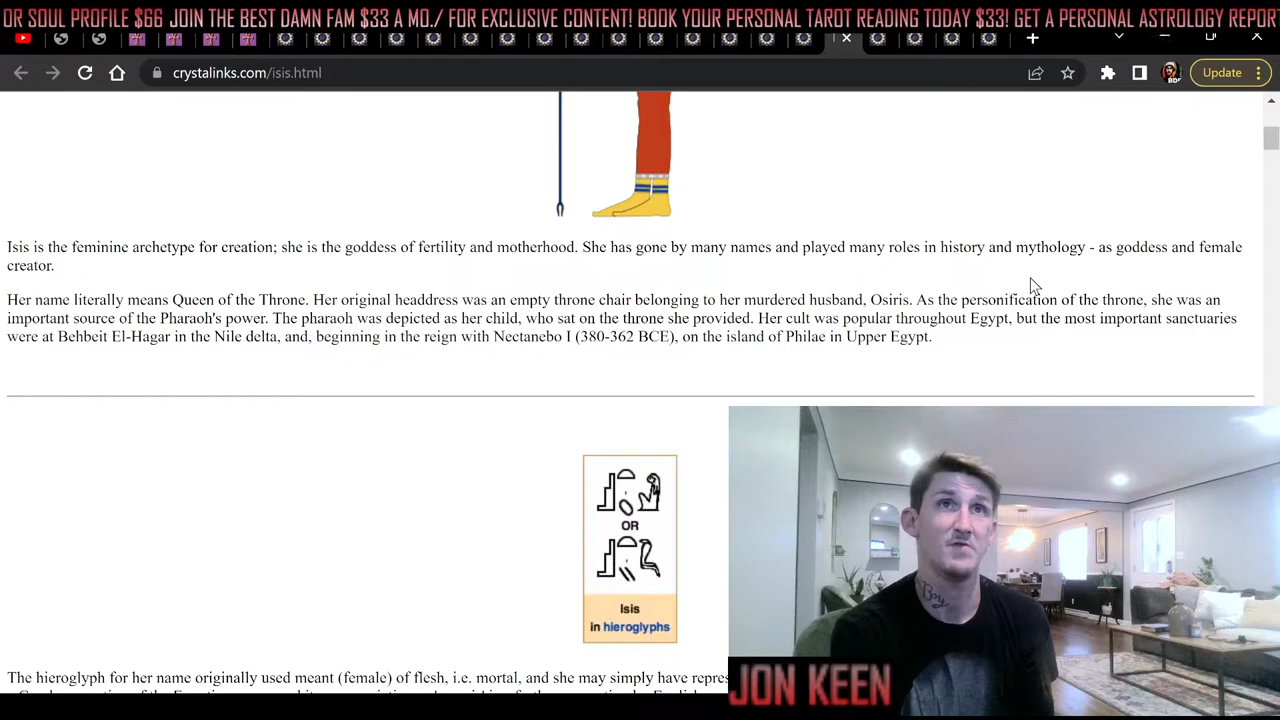 OR SOUL PROFILE $66 JOIN THE BEST DAMN FAM $33 A MO./ FOR EXCLUSIVE CONTENT! BOOK YOUR PERSONAL TAROT READING TODAY $33! GET A PERSONAL ASTROLOGY REPOR
crystalinks.com/isis.html
Update
Isis is the feminine archetype for creation; she is the goddess of fertility and motherhood. She has gone by many names and played many roles in history and mythology - as goddess and female
creator.
Her name literally means Queen of the Throne. Her original headdress was an empty throne chair belonging to her murdered husband, Osiris. As the personification of the throne, she was an
important source of the Pharaoh's power. The pharaoh was depicted as her child, who sat on the throne she provided. Her cult was popular throughout Egypt, but the most important sanctuaries
were at Behbeit El-Hagar in the Nile delta, and, beginning in the reign with Nectanebo I (380-362 BCE), on the island of Philae in Upper Egypt.
OR
Isis
in hieroglyphs
Boy
The hieroglyph for her name originally used meant (female) of flesh, i.e. mortal, and she may simply have repres
JON KEEN